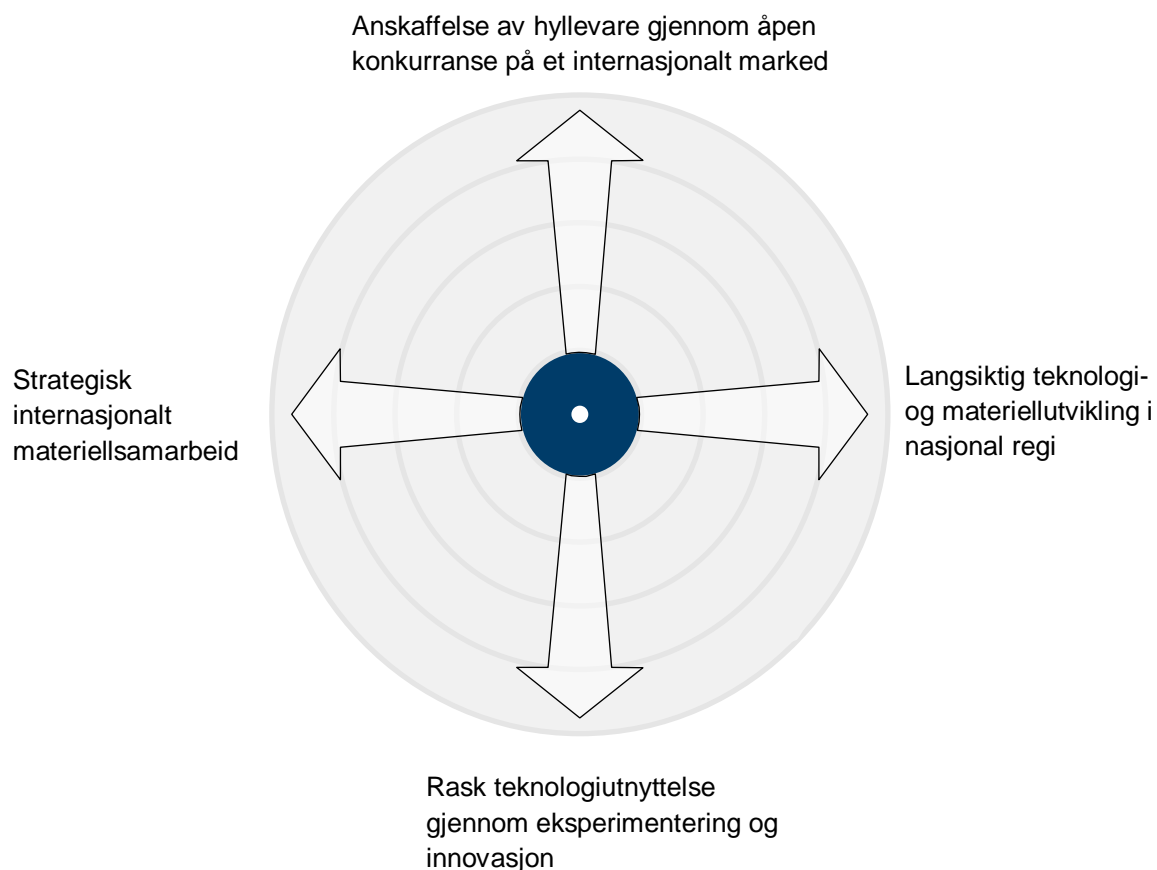 Anskaffelse av hyllevare gjennom åpen
konkurranse på et internasjonalt marked
Strategisk
internasjonalt
materiellsamarbeid
Langsiktig teknologi-
og materiellutvikling i
nasjonal regi
Rask teknologiutnyttelse
gjennom eksperimentering og
innovasjon